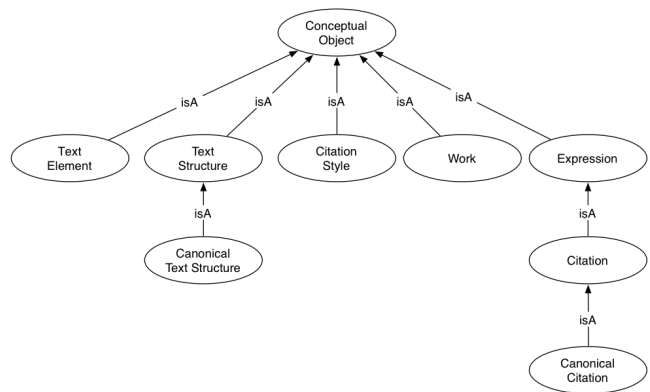 Conceptual
Object
isA
isA
isA
isA
isA
Text
Element
Text
Structure
Citation
Style
Work
Expression
isA
isA
Canonical
Text Structure
Citation
isA
Canonical
Citation